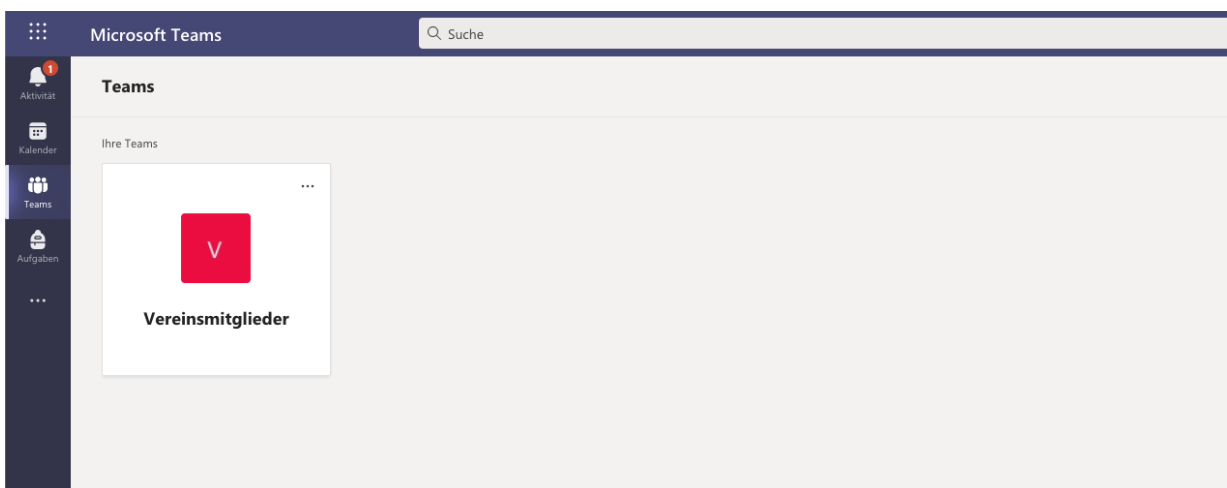 Microsoft Teams
Suche
1
Aktivität
Teams
Kalender
Ihre Teams
Teams
V
Aufgaben
Vereinsmitglieder